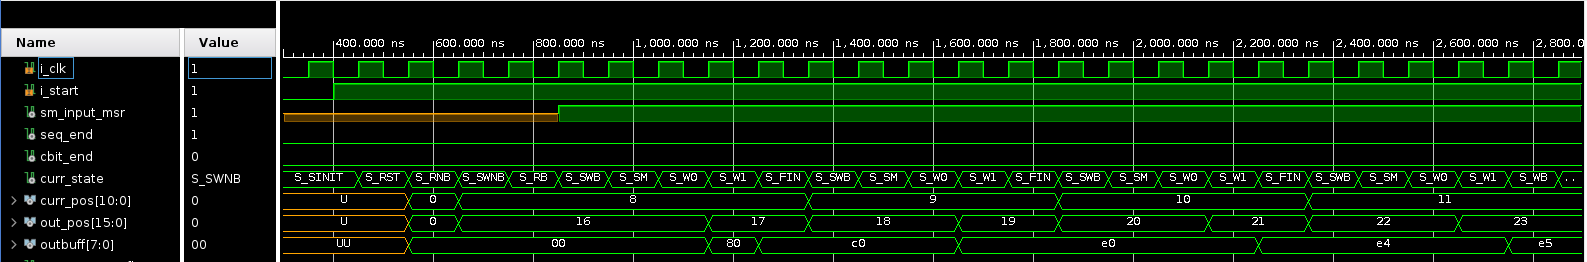 Name Value
400.000 ns 600.000 ns 800.000 ns 1,000.000 ns 1,200.000 ns 1,400.000 ns 1,600.000 ns 1,800.000 ns 2,000.000 ns 2,200.000 ns 2,400.000 ns 2,600.000 ns 2,800.0
i_clk 1
i_start 1
sm_input_msr 1
seq_end 1
cbit_end 0
curr_state S_SWNB S_SINIT S_RST S_RNB S_SWNB S_RB S_SWB S_SM S_W0 S_W1 S_FIN S_SWB S_SM S_W0 S_W1 S_FIN S_SWB S_SM S_W0 S_W1 S_FIN S_SWB S_SM S_W0 S_W1 S_WB ..
curr_pos[10:0] 0 U 0 8 9 10 11
out_pos[15:0] 0 U 0 16 17 18 19 20 21 22 23
outbuff[7:0] 00 UU 00 80 c0 e0 e4 e5